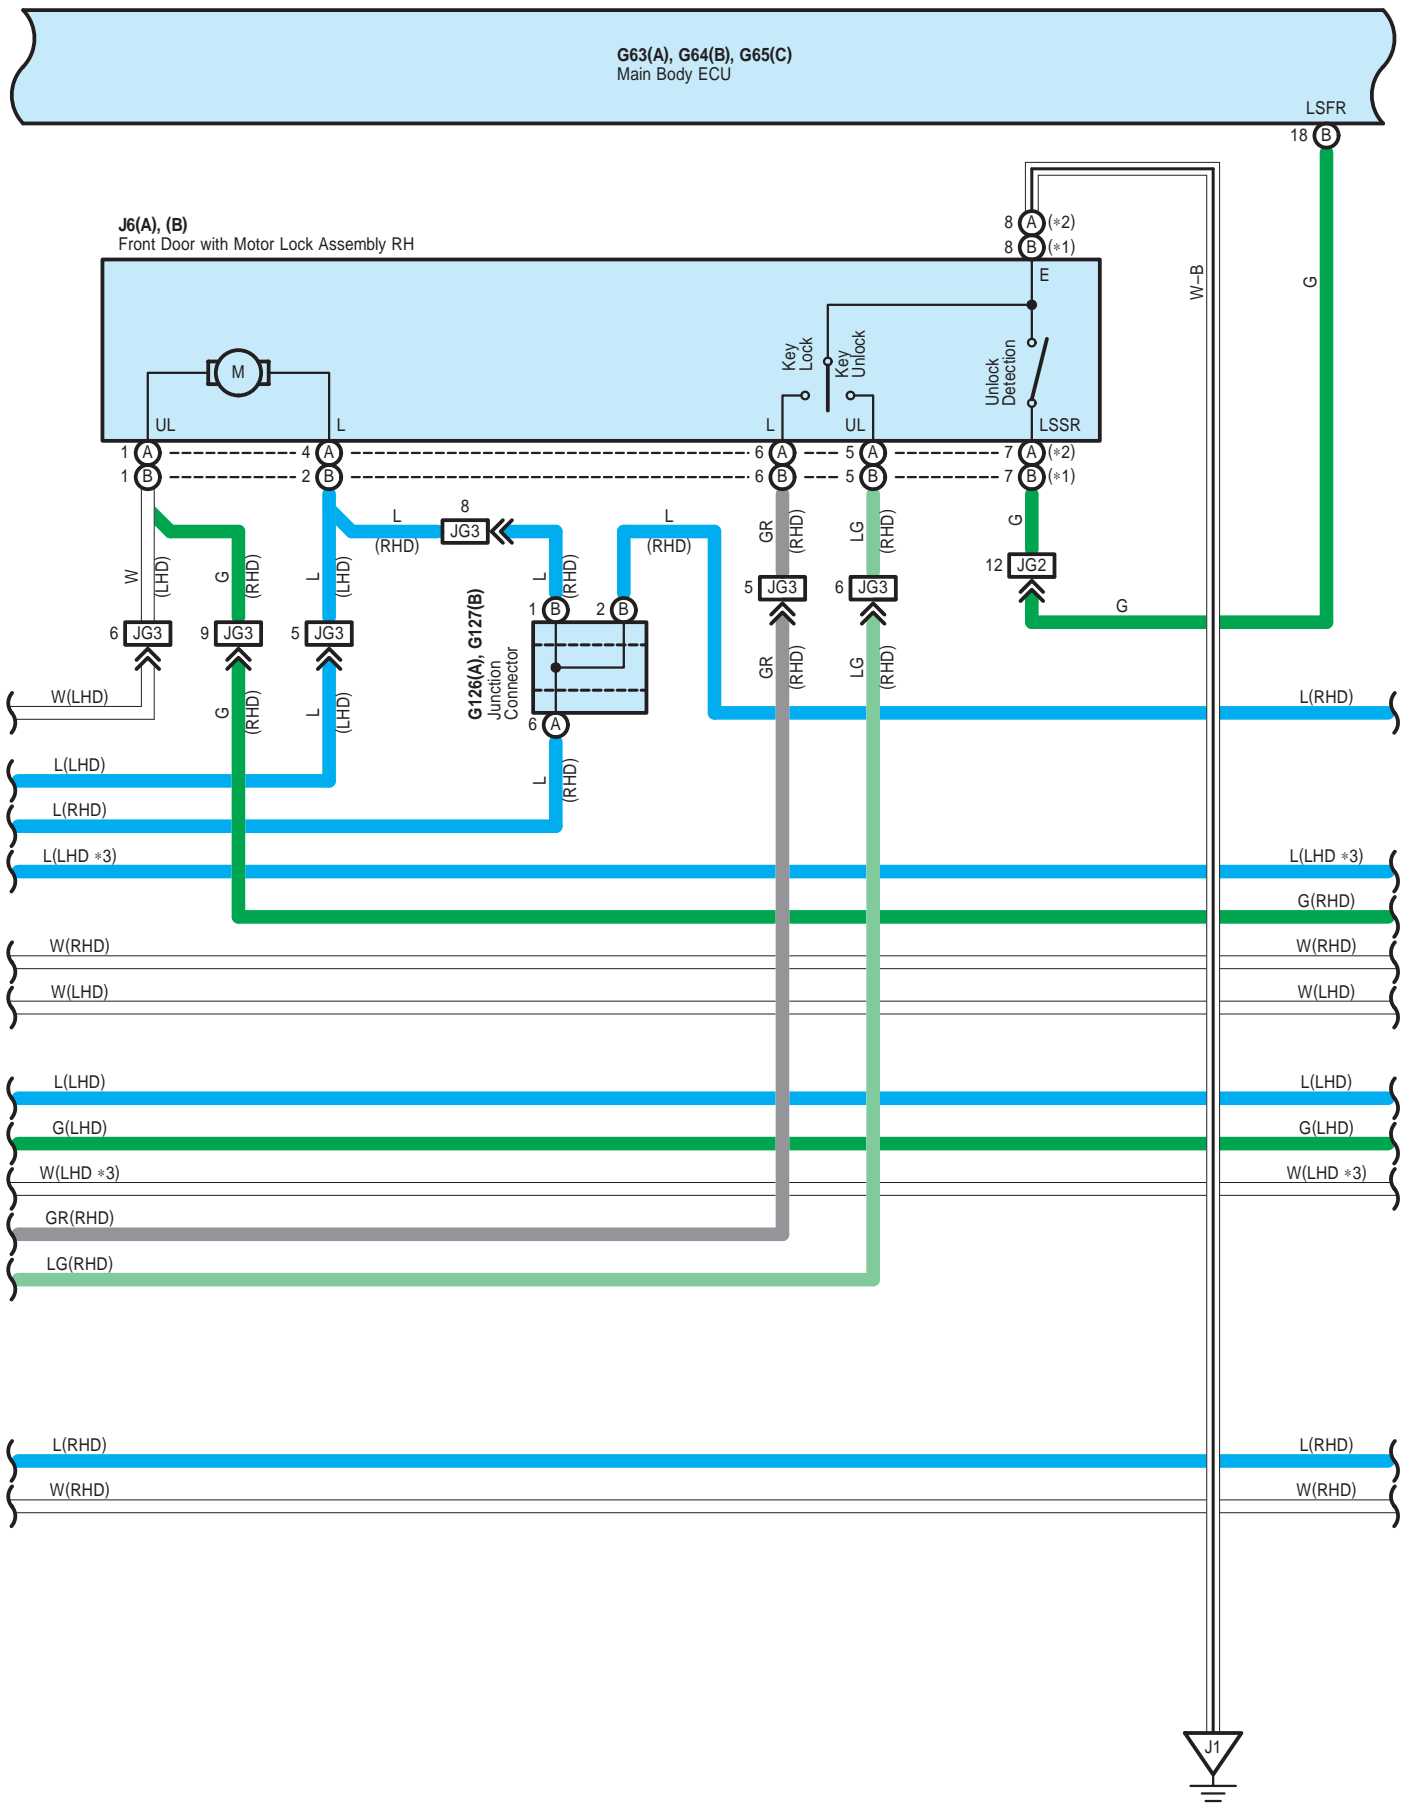 G63(A), G64(B), G65(C)
Main Body ECU
LSFR
18 B
J6(A), (B)
Front Door with Motor Lock Assembly RH
8 A (*2)
8 B (*1)
E
W–B
G
Key Lock
Key Unlock
Unlock Detection
M
UL
L
L
UL
LSSR
1 A 4 A 6 A 5 A 7 A (*2)
1 B 2 B 6 B 5 B 7 B (*1)
W (LHD)
G (RHD)
L (LHD)
L (RHD)
8 JG3
L (RHD)
L (RHD)
GR (RHD)
LG (RHD)
G
12 JG2
G
5 JG3
6 JG3
G126(A), G127(B)
Junction Connector
1 B
2 B
6 A
6 JG3
9 JG3
5 JG3
G (RHD)
L (LHD)
GR (RHD)
LG (RHD)
L (RHD)
W(LHD)
L(RHD)
L(LHD)
L(RHD)
L(LHD *3)
L(LHD *3)
G(RHD)
W(RHD)
W(RHD)
W(LHD)
W(LHD)
L(LHD)
L(LHD)
G(LHD)
G(LHD)
W(LHD *3)
W(LHD *3)
GR(RHD)
LG(RHD)
L(RHD)
L(RHD)
W(RHD)
W(RHD)
J1